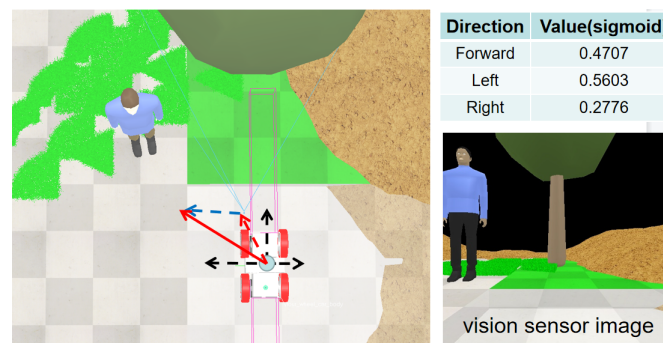 Direction Value(sigmoid
Forward 0.4707
Left 0.5603
Right 0.2776
vision sensor image